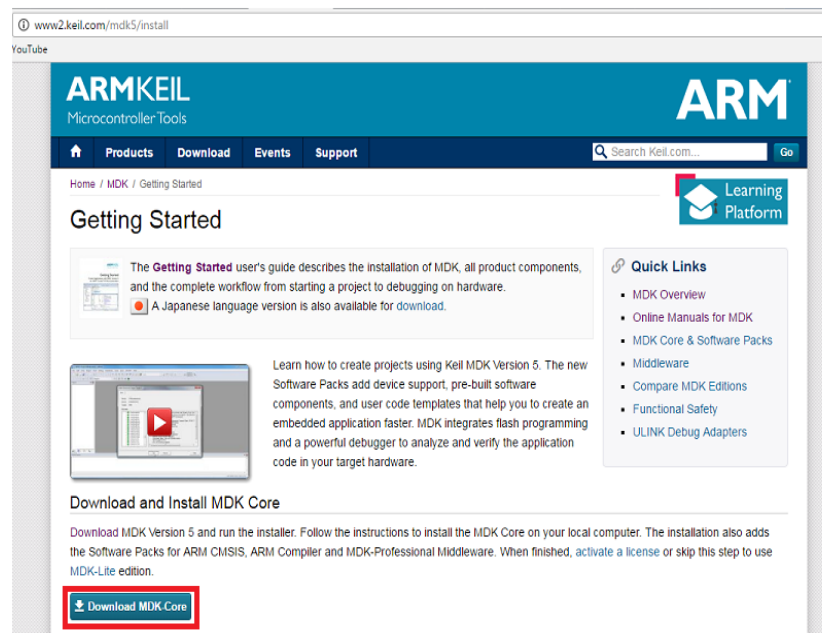 www2.keil.com/mdk5/install
YouTube
ARMKEIL
Microcontroller Tools
ARM
Products Download Events Support
Search Keil.com... Go
Home / MDK / Getting Started
Learning
Platform
Getting Started
The Getting Started user's guide describes the installation of MDK, all product components,
and the complete workflow from starting a project to debugging on hardware.
A Japanese language version is also available for download.
Quick Links
MDK Overview
Online Manuals for MDK
MDK Core & Software Packs
Middleware
Compare MDK Editions
Functional Safety
ULINK Debug Adapters
Learn how to create projects using Keil MDK Version 5. The new
Software Packs add device support, pre-built software
components, and user code templates that help you to create an
embedded application faster. MDK integrates flash programming
and a powerful debugger to analyze and verify the application
code in your target hardware.
Download and Install MDK Core
Download MDK Version 5 and run the installer. Follow the instructions to install the MDK Core on your local computer. The installation also adds
the Software Packs for ARM CMSIS, ARM Compiler and MDK-Professional Middleware. When finished, activate a license or skip this step to use
MDK-Lite edition.
Download MDK-Core